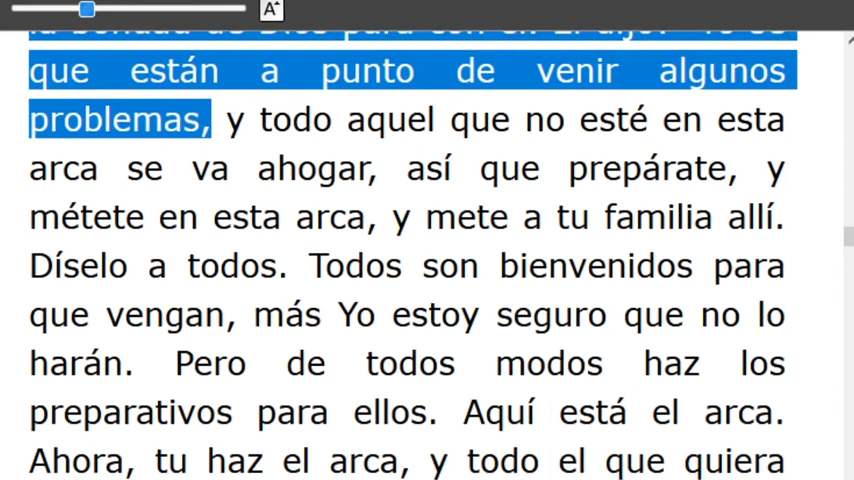 A
que están a punto de venir algunos
problemas, y todo aquel que no esté en esta
arca se va ahogar, así que prepárate, y
métete en esta arca, y mete a tu familia allí.
Díselo a todos. Todos son bienvenidos para
que vengan, más Yo estoy seguro que no lo
harán. Pero de todos modos haz los
preparativos para ellos. Aquí está el arca.
Ahora, tu haz el arca, y todo el que quiera